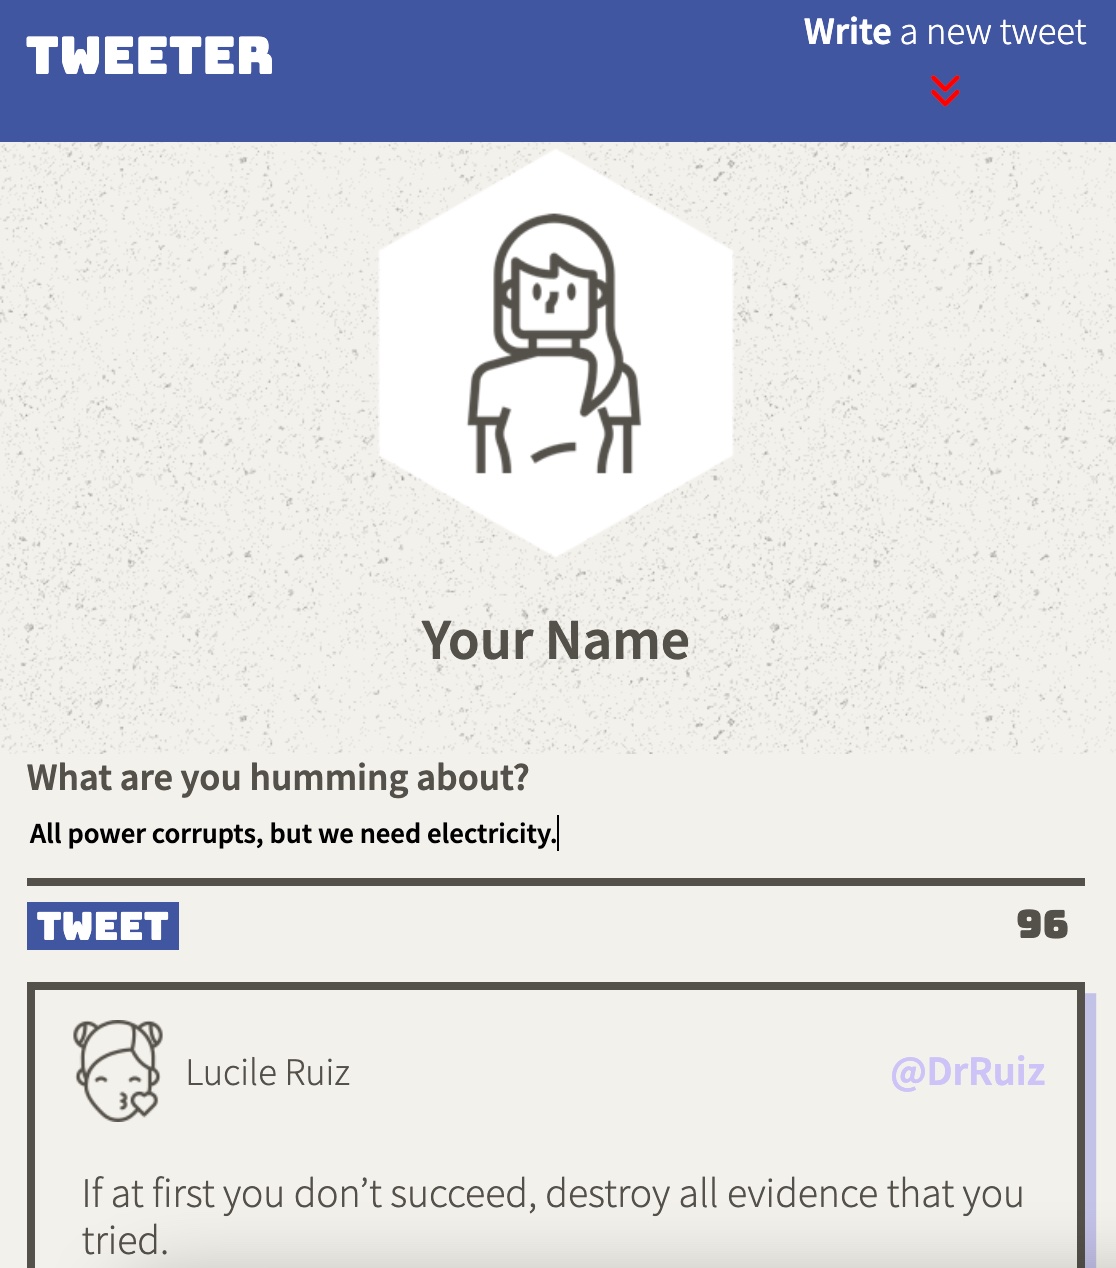 TWEETER
Write a new tweet
Your Name
What are you humming about?
All power corrupts, but we need electricity.
TWEET
96
Lucile Ruiz
@DrRuiz
If at first you don’t succeed, destroy all evidence that you
tried.